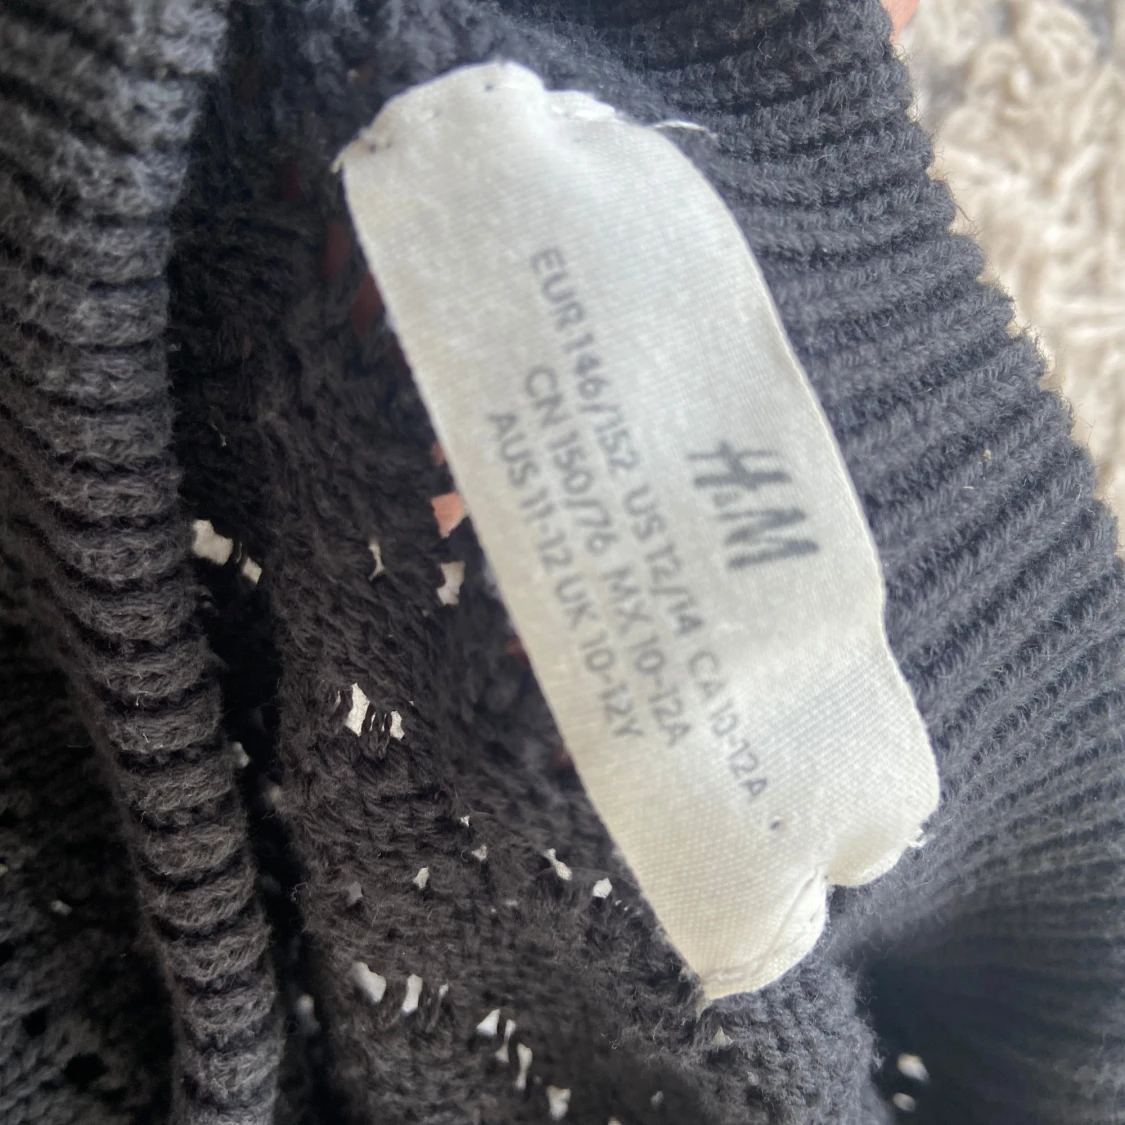 H&M
EUR 146/152 US 12/14 CA 10-12A
CN 150/76 MX 10-12A
AUS 11-12 UK 10-12Y